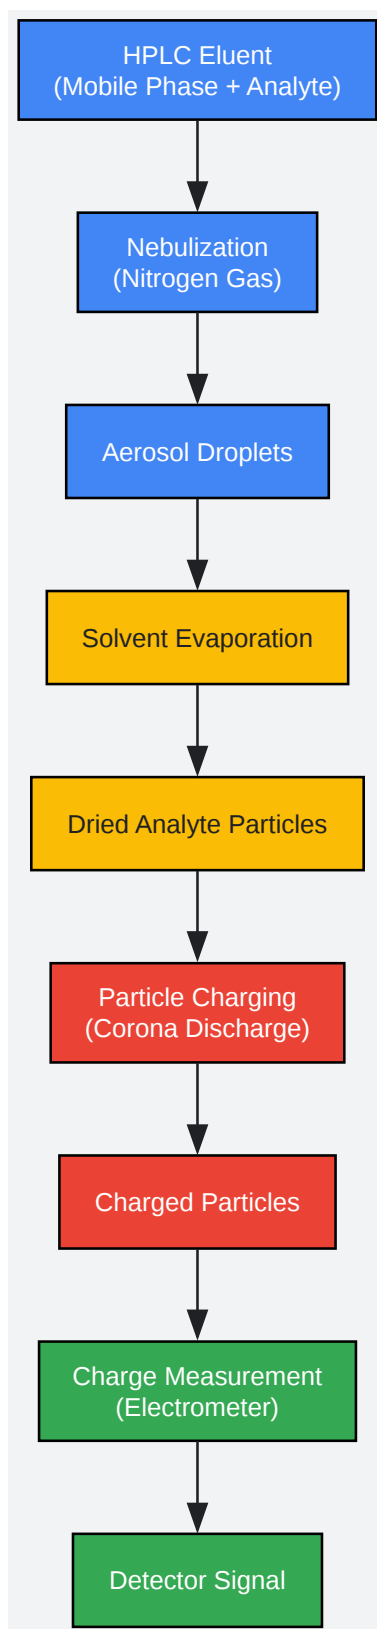 HPLC Eluent
(Mobile Phase + Analyte)
Nebulization
(Nitrogen Gas)
Aerosol Droplets
Solvent Evaporation
Dried Analyte Particles
Particle Charging
(Corona Discharge)
Charged Particles
Charge Measurement
(Electrometer)
Detector Signal